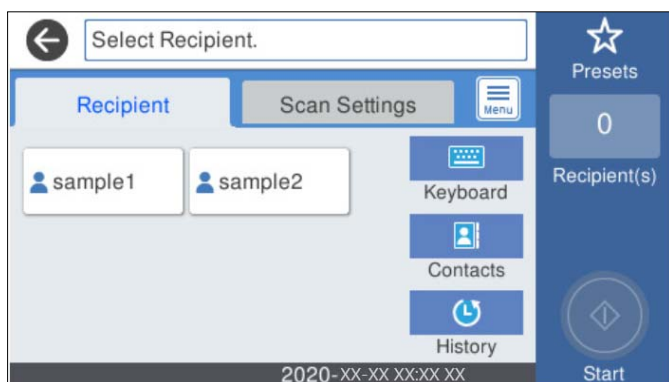 Select Recipient.
Presets
Recipient
Scan Settings
Menu
0
Recipient(s)
sample1
sample2
Keyboard
Contacts
History
2020-XX-XX XX:XX XX
Start